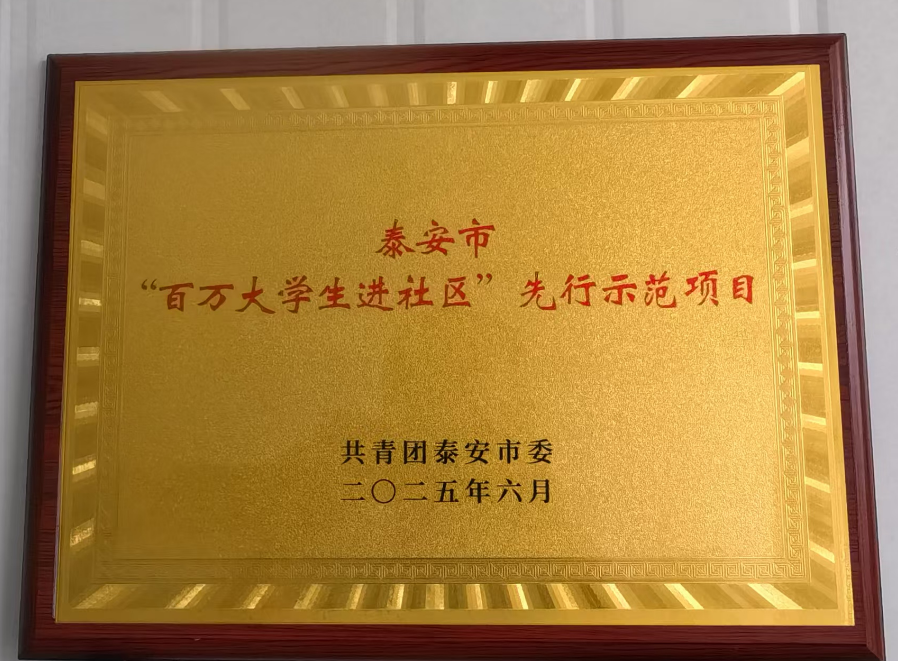 泰安市
“百万大学生进社区”先行示范项目
共青团泰安市委
二〇二五年六月